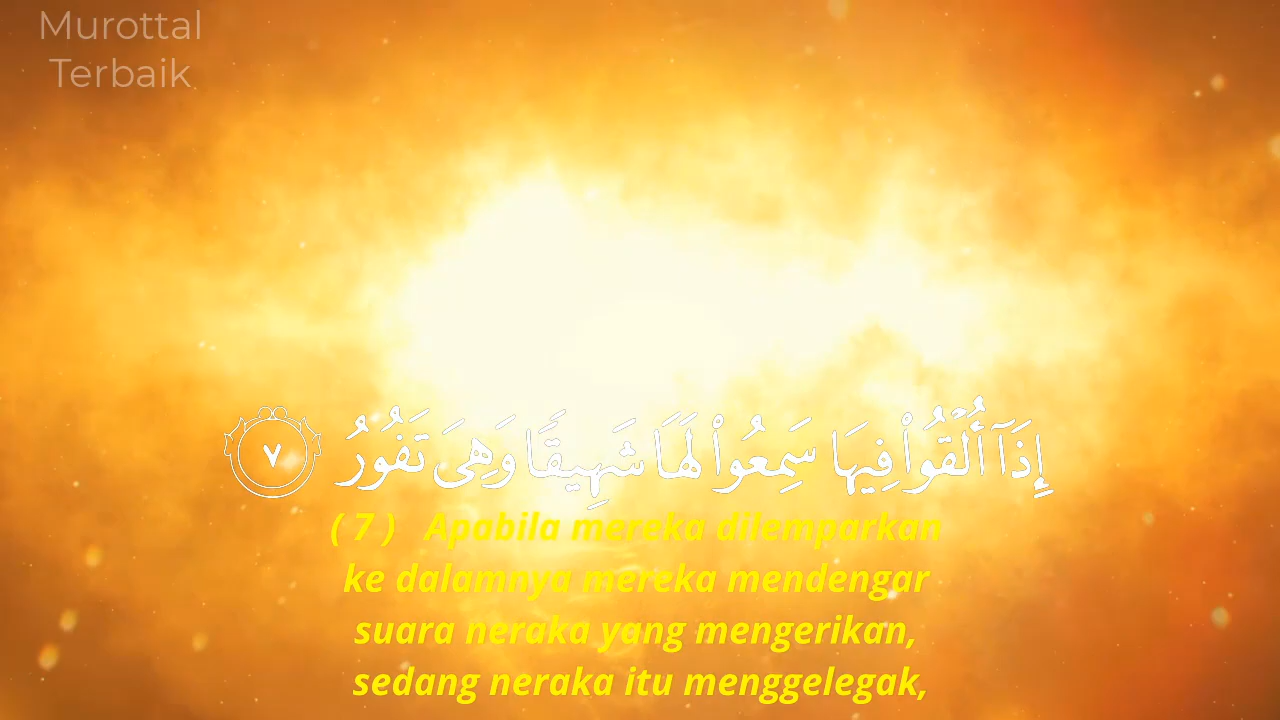 Murottal
Terbaik
إِذَآ أُلْقُوا۟ فِيهَا سَمِعُوا۟ لَهَا شَهِيقًا وَهِىَ تَفُورُ ٧
( 7 ) Apabila mereka dilemparkan
ke dalamnya mereka mendengar
suara neraka yang mengerikan,
sedang neraka itu menggelegak,